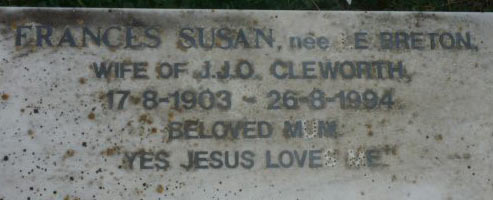 FRANCES SUSAN, née LE BRETON,
WIFE OF J.J.O. CLEWORTH.
17-8-1903 - 26-8-1994
BELOVED MUM
"YES JESUS LOVES ME"